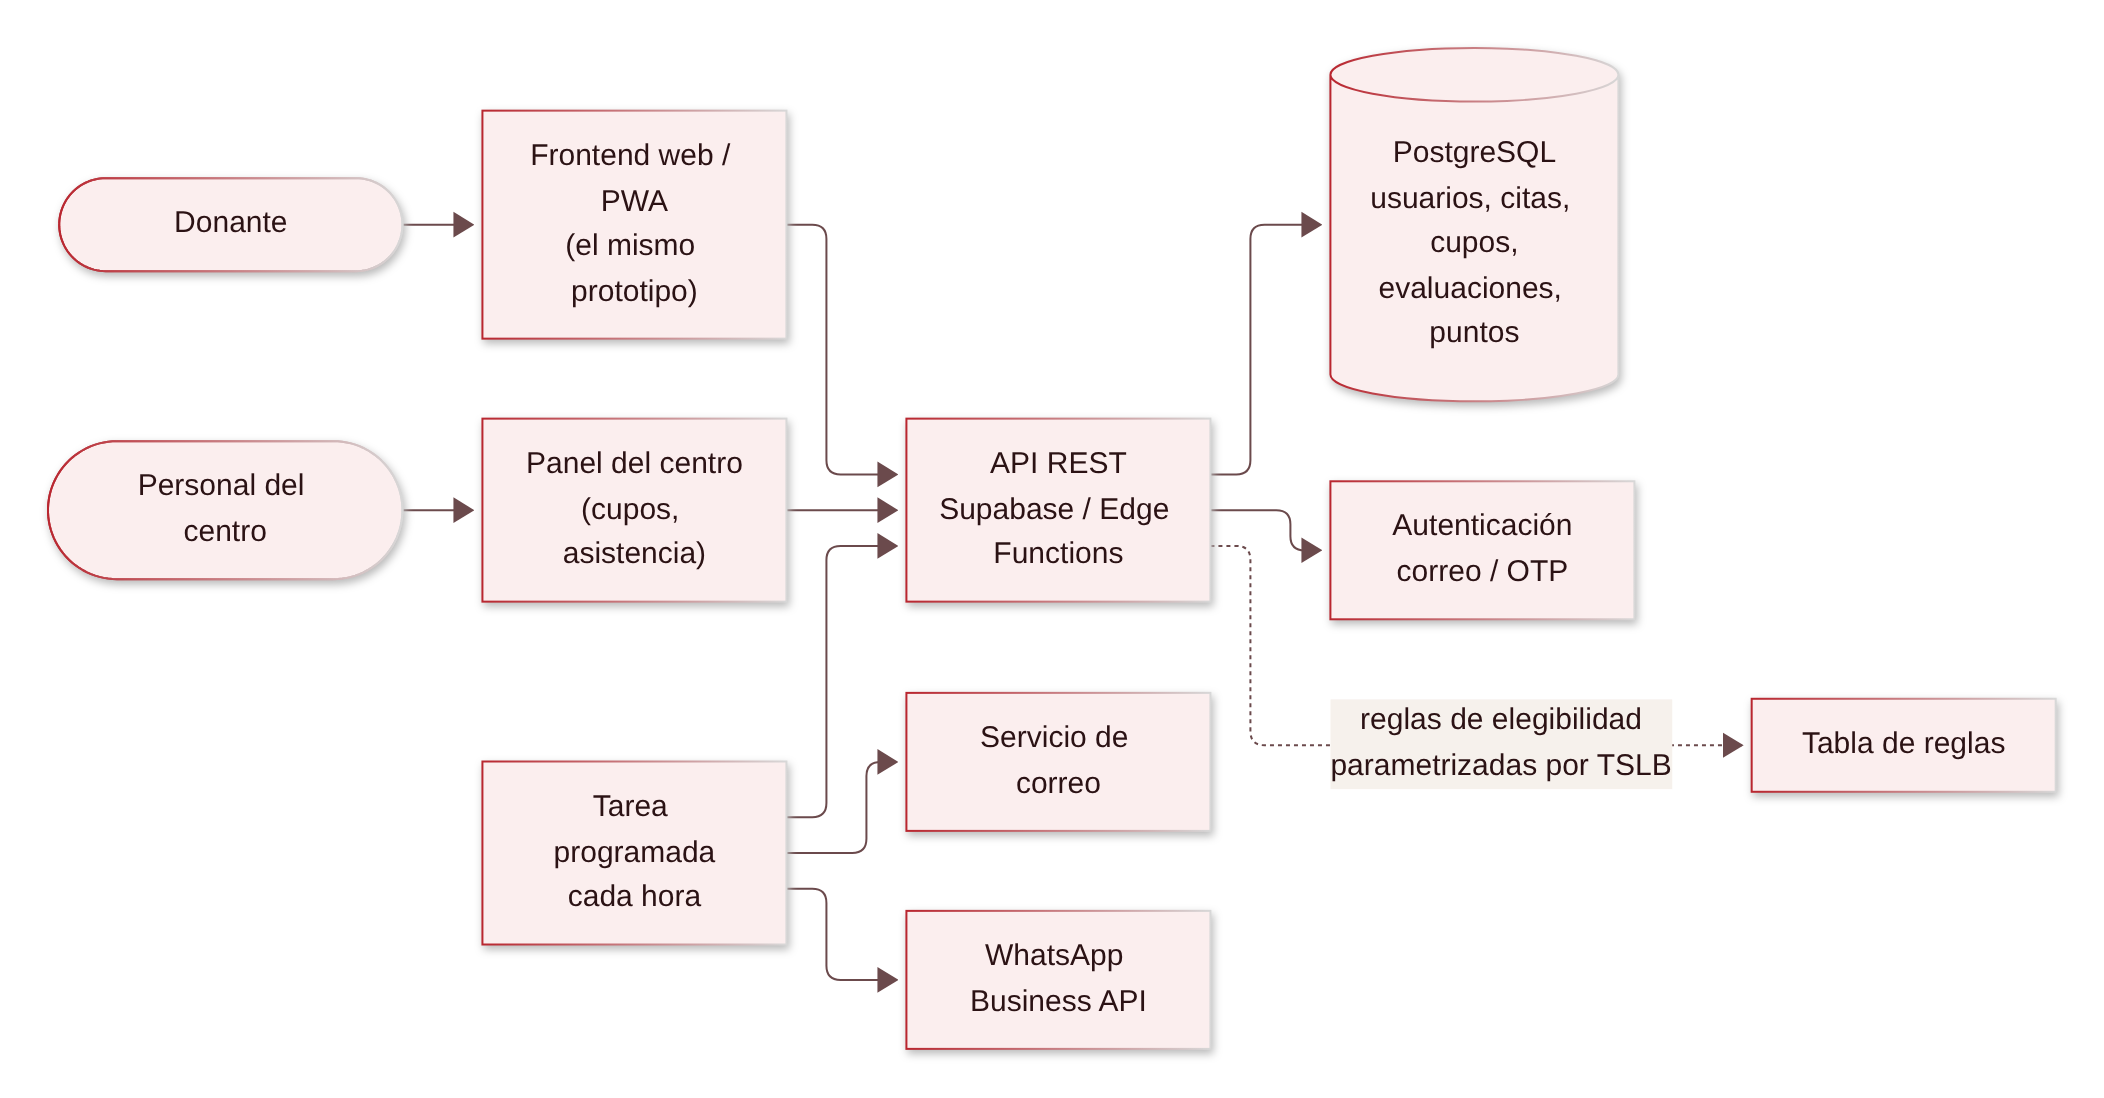 Donante
Frontend web /
PWA
(el mismo
prototipo)
PostgreSQL
usuarios, citas,
cupos,
evaluaciones,
puntos
Personal del
centro
Panel del centro
(cupos,
asistencia)
API REST
Supabase / Edge
Functions
Autenticación
correo / OTP
Tarea
programada
cada hora
Servicio de
correo
reglas de elegibilidad
parametrizadas por TSLB
Tabla de reglas
WhatsApp
Business API